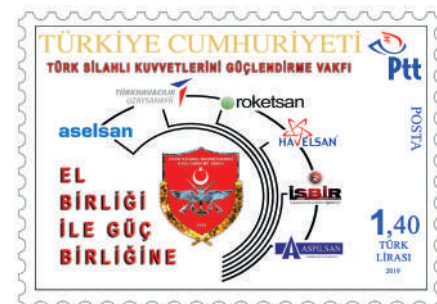 TÜRKİYE CUMHURİYETİ
TÜRK SİLAHLI KUVVETLERİNİ GÜÇLENDİRME VAKFI
Ptt
TÜRK HAVACILIK
UZAY SANAYİİ
roketsan
aselsan
HAVELSAN
POSTA
EL
BİRLİĞİ
İLE GÜÇ
BİRLİĞİNE
İŞBİR
ASPİLSAN
1,40
TÜRK
LİRASI
2019